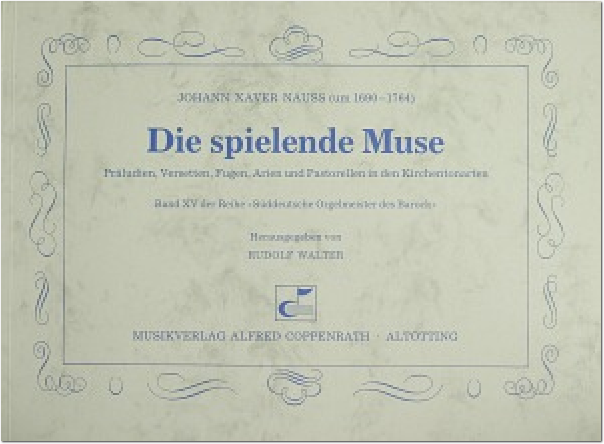 JOHANN XAVER NAUSS (um 1690–1764)
Die spielende Muse
Präludien, Versetten, Fugen, Arien und Pastorellen in den Kirchentonarten
Band XV der Reihe »Süddeutsche Orgelmeister des Barock«
Herausgegeben von
RUDOLF WALTER
MUSIKVERLAG ALFRED COPPENRATH · ALTÖTTING